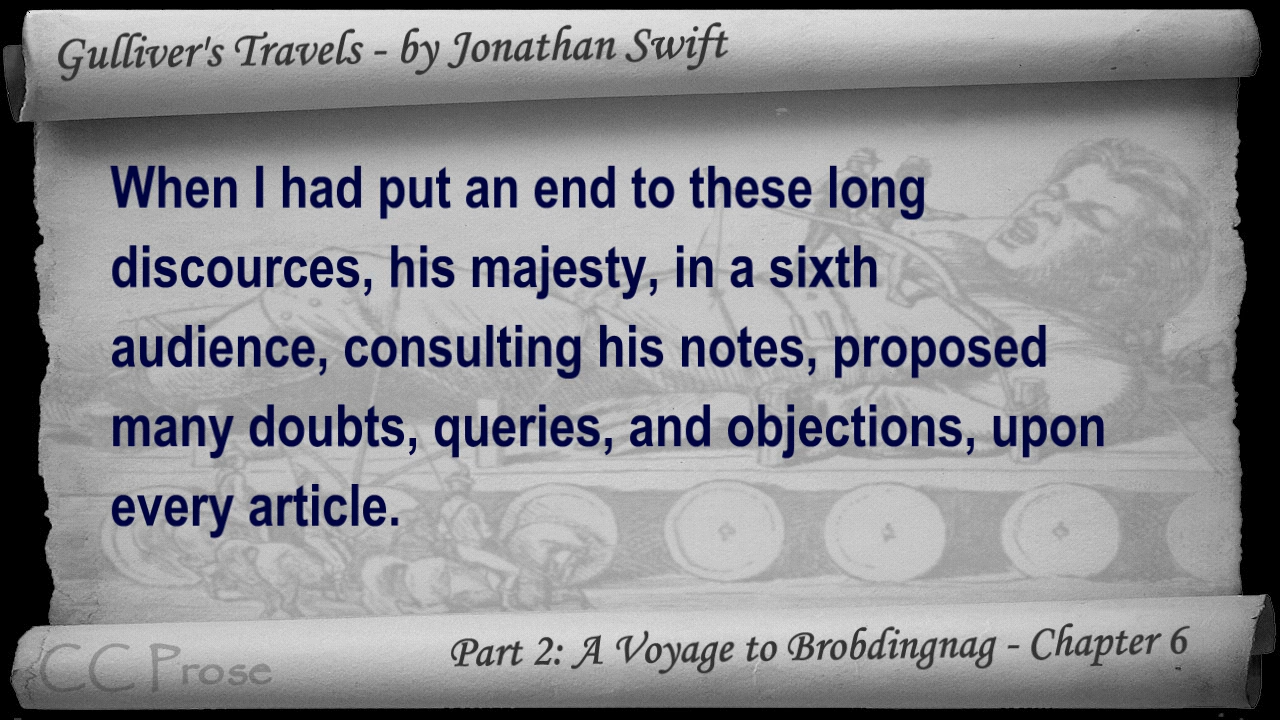 Gulliver's Travels - by Jonathan Swift
When I had put an end to these long
discources, his majesty, in a sixth
audience, consulting his notes, proposed
many doubts, queries, and objections, upon
every article.
Part 2: A Voyage to Brobdingnag - Chapter 6
CC Prose